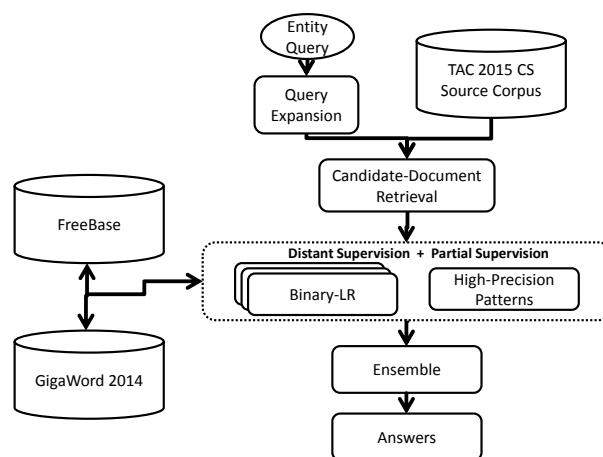 Entity
Query
TAC 2015 CS
Source Corpus
Query
Expansion
Candidate-Document
Retrieval
FreeBase
Distant Supervision + Partial Supervision
Binary-LR
High-Precision
Patterns
GigaWord 2014
Ensemble
Answers